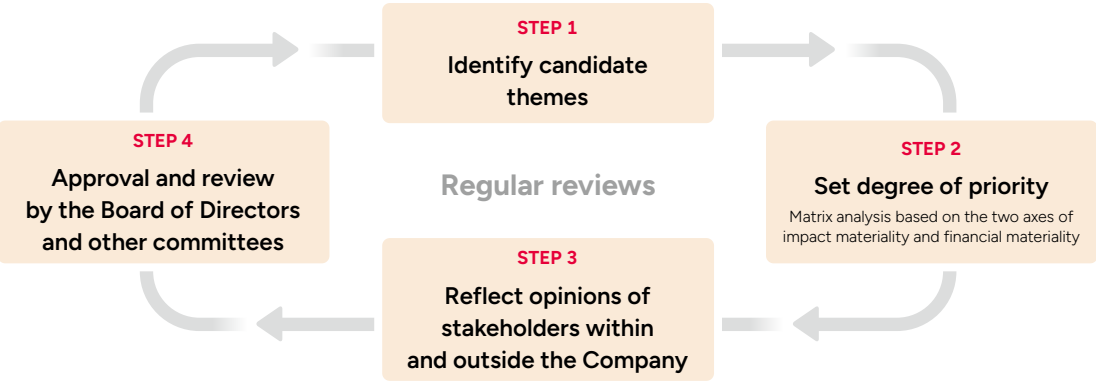 STEP 1
Identify candidate
themes
STEP 2
Set degree of priority
Matrix analysis based on the two axes of
impact materiality and financial materiality
STEP 3
Reflect opinions of
stakeholders within
and outside the Company
STEP 4
Approval and review
by the Board of Directors
and other committees
Regular reviews